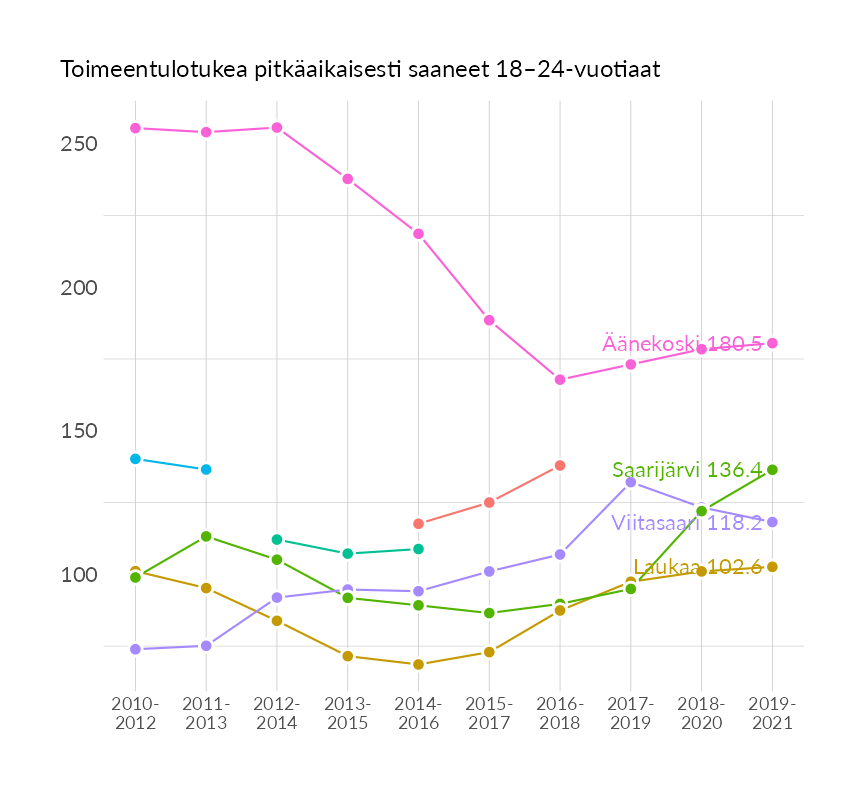 Toimeentulotukea pitkäaikaisesti saaneet 18–24-vuotiaat
250
200
150
100
Äänekoski 180.5
Saarijärvi 136.4
Viitasaari 118.2
Laukaa 102.6
2010- 2011- 2012- 2013- 2014- 2015- 2016- 2017- 2018- 2019-
2012 2013 2014 2015 2016 2017 2018 2019 2020 2021